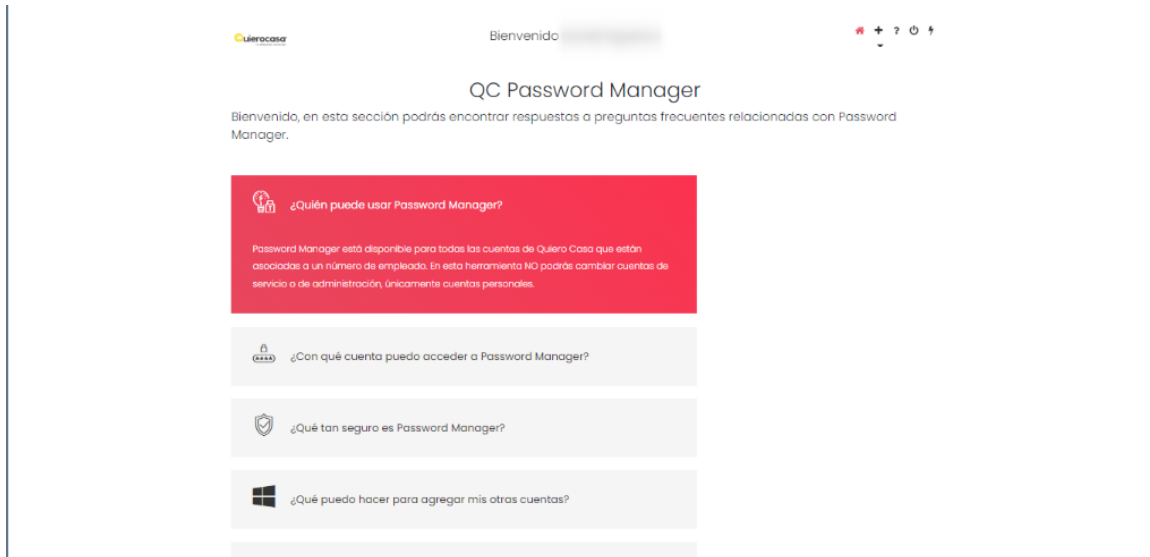 Quierocasa
Bienvenido
QC Password Manager
Bienvenido, en esta sección podrás encontrar respuestas a preguntas frecuentes relacionadas con Password
Manager.
¿Quién puede usar Password Manager?
Password Manager está disponible para todas las cuentas de Quiero Casa que están
asociadas a un número de empleado. En esta herramienta NO podrás cambiar cuentas de
servicio o de administración, únicamente cuentas personales.
¿Con qué cuenta puedo acceder a Password Manager?
¿Qué tan seguro es Password Manager?
¿Qué puedo hacer para agregar mis otras cuentas?